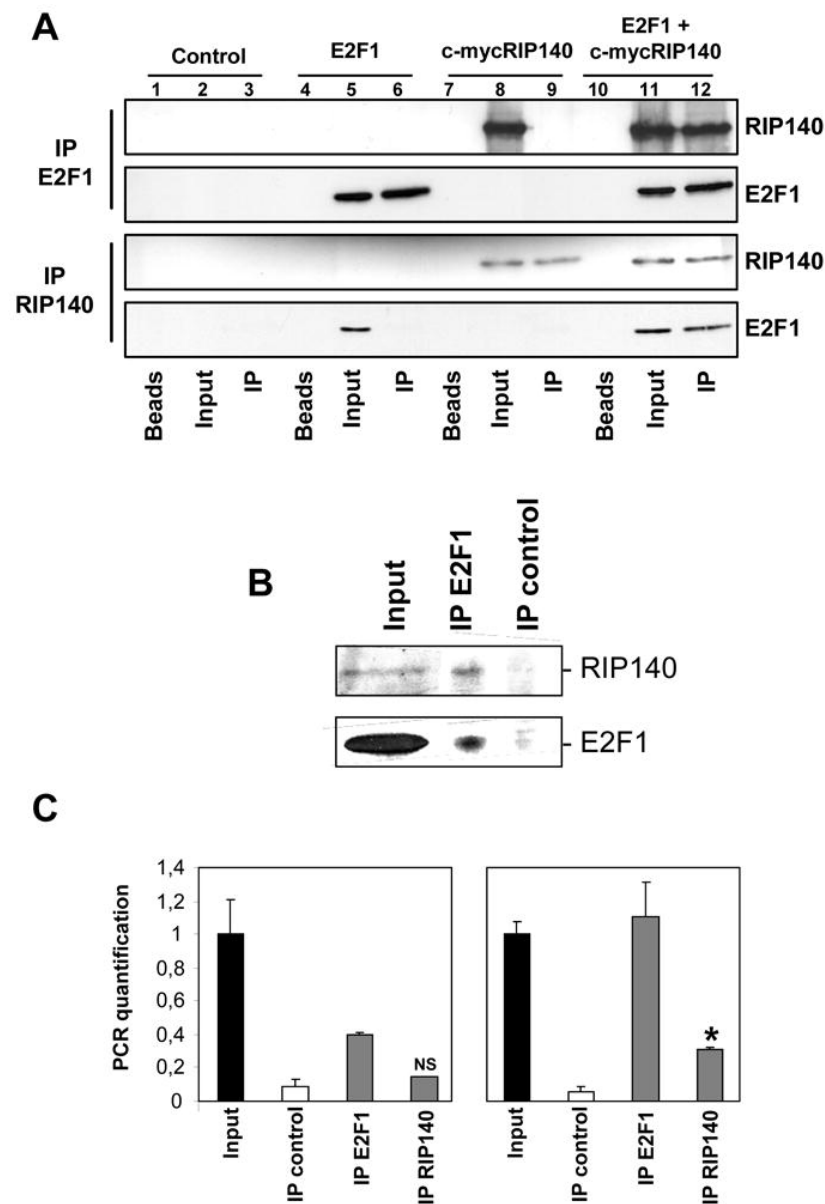 A
Control
E2F1
c-mycRIP140
E2F1 +
c-mycRIP140
1 2 3 4 5 6 7 8 9 10 11 12
IP
E2F1
RIP140
E2F1
IP
RIP140
RIP140
E2F1
Beads Input IP Beads Input IP Beads Input IP Beads Input IP
B
Input IP E2F1 IP control
RIP140
E2F1
C
PCR quantification
1,4
1,2
1
0,8
0,6
0,4
0,2
0
NS
*
Input IP control IP E2F1 IP RIP140
Input IP control IP E2F1 IP RIP140